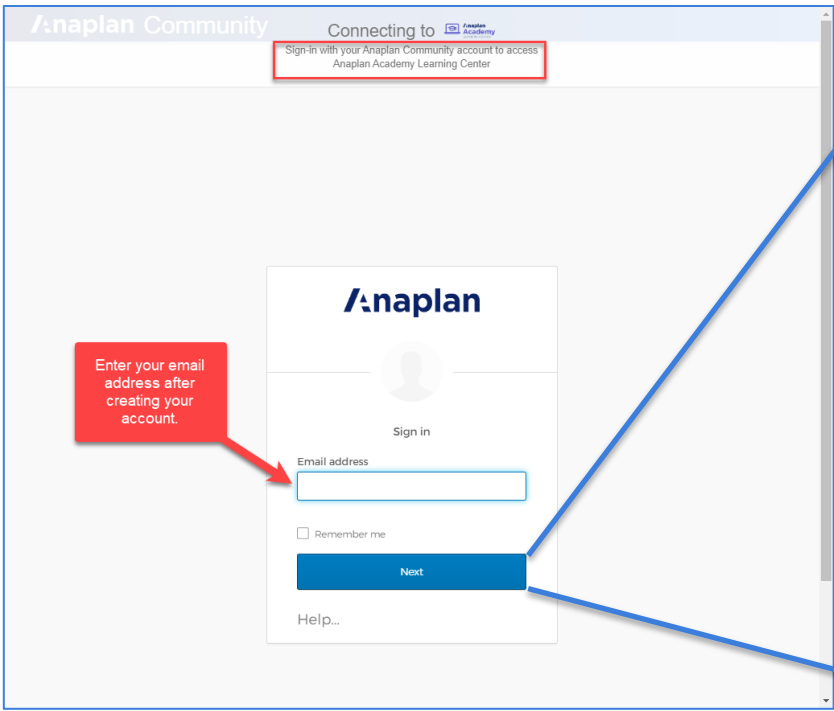 Anaplan Community
Connecting to Anaplan Academy
Sign-in with your Anaplan Community account to access
Anaplan Academy Learning Center
Anaplan
Enter your email
address after
creating your
account.
Sign in
Email address
Remember me
Next
Help...